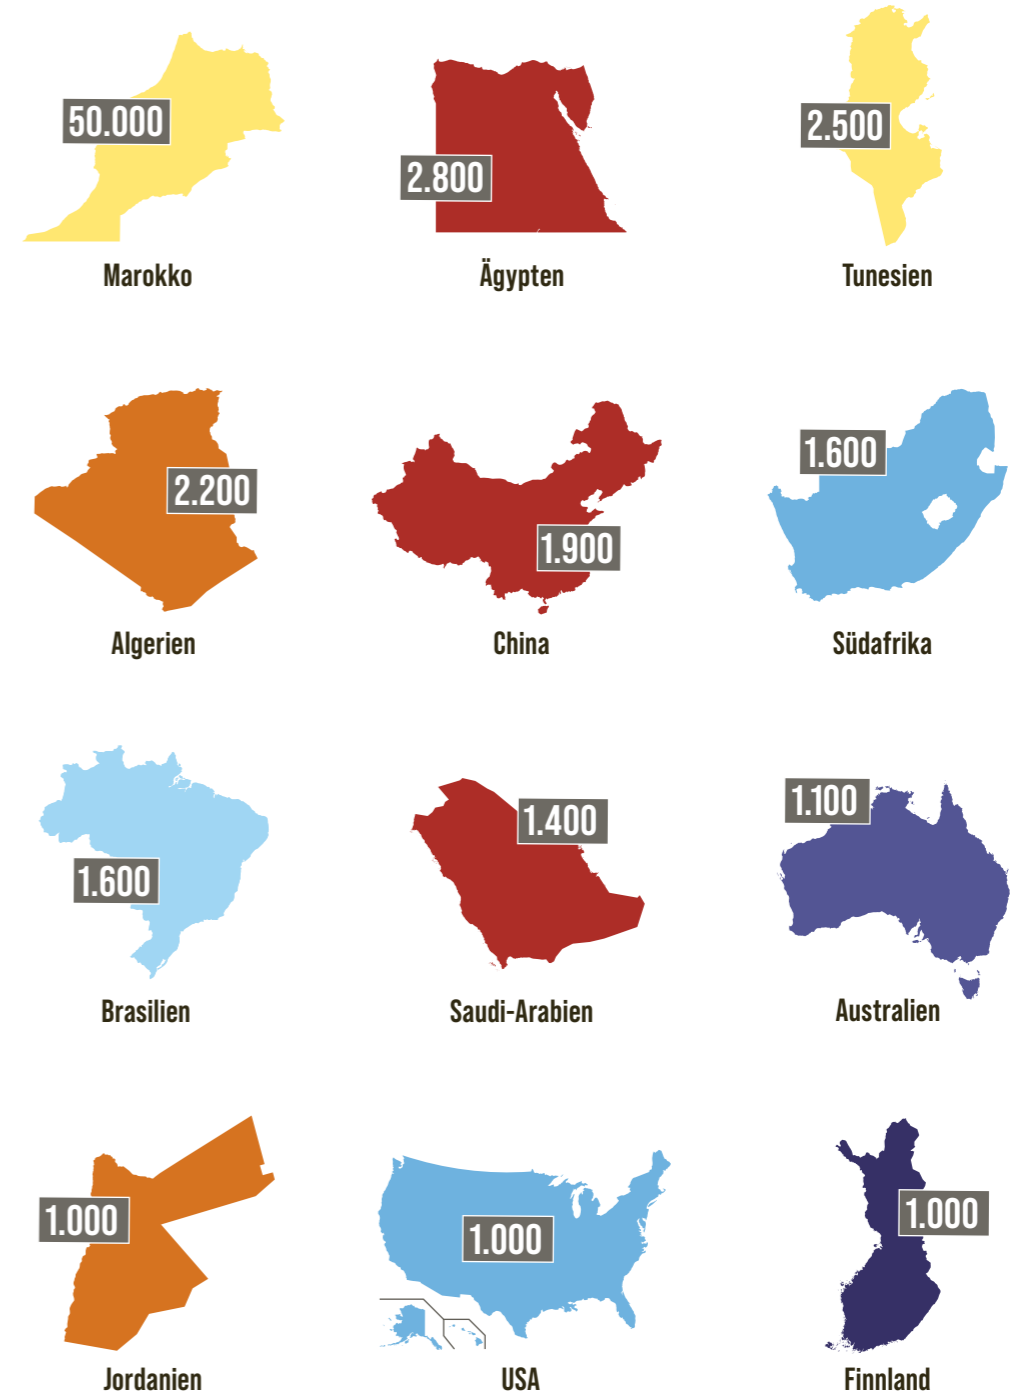 50.000
Marokko
2.800
Ägypten
2.500
Tunesien
2.200
Algerien
1.900
China
1.600
Südafrika
1.600
Brasilien
1.400
Saudi-Arabien
1.100
Australien
1.000
Jordanien
1.000
USA
1.000
Finnland